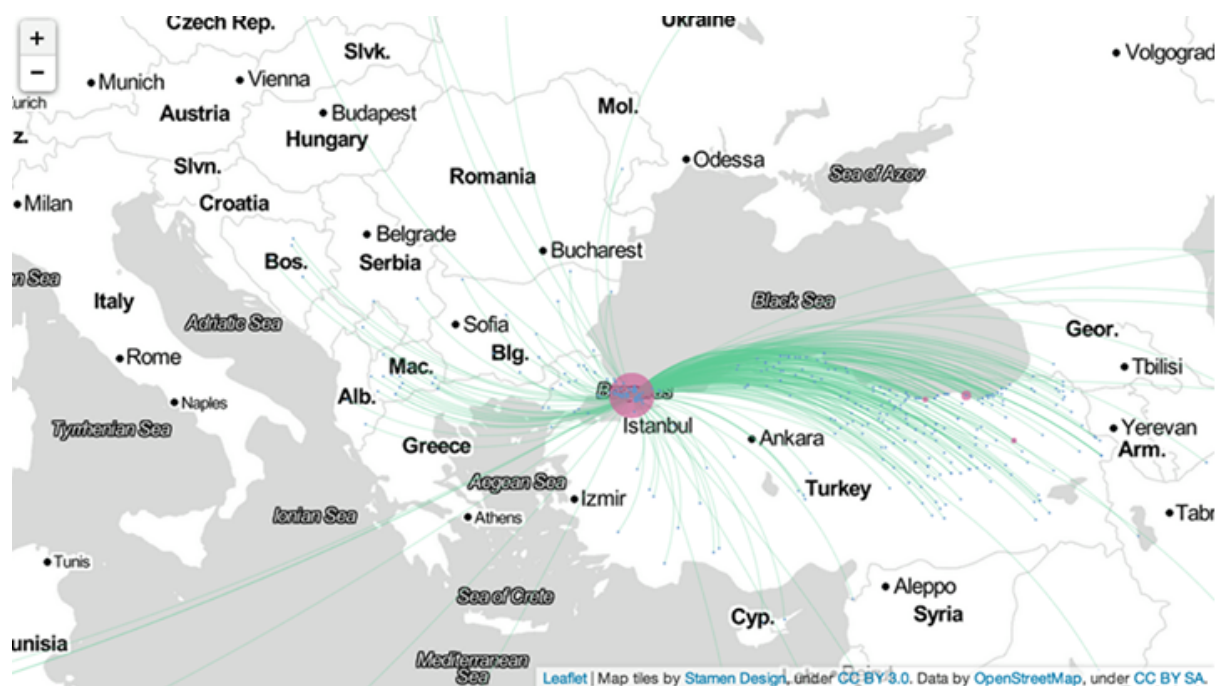 Czech Rep.
Ukraine
+
Slvk.
Volgograd
−
Munich
Vienna
urich
Austria
Budapest
Mol.
z.
Hungary
Slvn.
Odessa
Romania
Sea of Azov
Milan
Croatia
Belgrade
Bucharest
Bos.
Serbia
n Sea
Italy
Black Sea
Adriatic Sea
Sofia
Geor.
Blg.
Rome
Mac.
Tbilisi
Alb.
Naples
Istanbul
Tyrrhenian Sea
Ankara
Yerevan
Greece
Arm.
Aegean Sea
Turkey
Izmir
Ionian Sea
Athens
Tabr
Tunis
Aleppo
Sea of Crete
Cyp.
Syria
unisia
Mediterranean
Sea
Leaflet | Map tiles by Stamen Design, under CC BY 3.0. Data by OpenStreetMap, under CC BY SA.